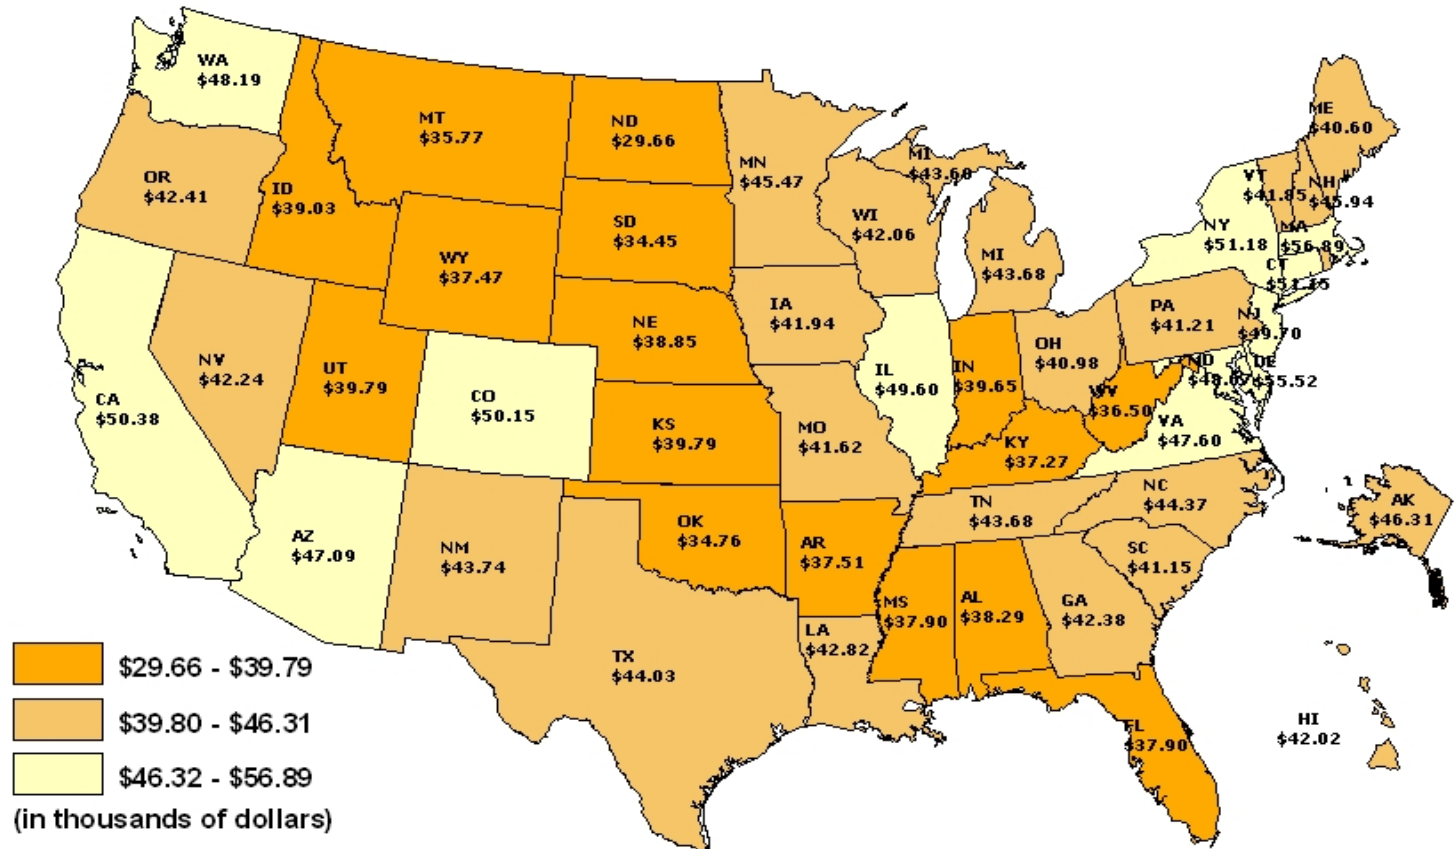 WA
$48.19
MT
$35.77
ND
$29.66
MN
$45.47
MI
$43.68
ME
$40.60
OR
$42.41
ID
$39.03
SD
$34.45
WI
$42.06
VT
$41.85
NH
$45.94
NY
$51.18
MA
$56.89
WY
$37.47
MI
$43.68
CT
IA
$41.94
PA
$41.21
NJ
$49.70
NE
$38.85
OH
$40.98
NV
$42.24
UT
$39.79
IL
$49.60
IN
$39.65
MD
DE
$55.52
CA
$50.38
CO
$50.15
WV
$36.50
KS
$39.79
MO
$41.62
KY
$37.27
VA
$47.60
NC
$44.37
TN
$43.68
AK
$46.31
AZ
$47.09
NM
$43.74
OK
$34.76
AR
$37.51
SC
$41.15
MS
$37.90
AL
$38.29
GA
$42.38
LA
$42.82
TX
$44.03
FL
$37.90
HI
$42.02
$29.66 - $39.79
$39.80 - $46.31
$46.32 - $56.89
(in thousands of dollars)